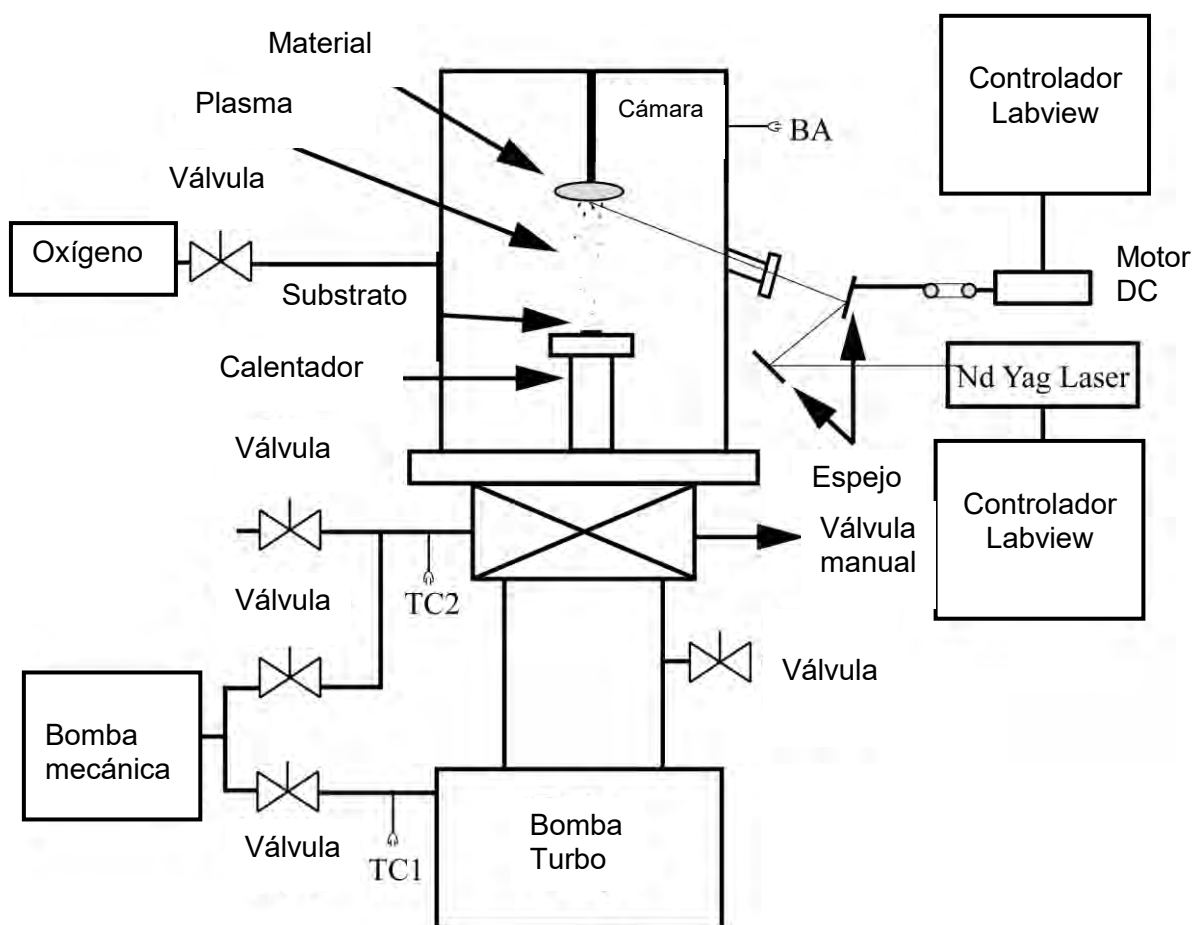 Material
Plasma
Válvula
Oxígeno
Substrato
Calentador
Cámara
BA
Controlador
Labview
Motor
DC
Nd Yag Laser
Espejo
Controlador
Labview
Válvula
manual
Válvula
TC2
Válvula
Válvula
Bomba
mecánica
Válvula
TC1
Bomba
Turbo